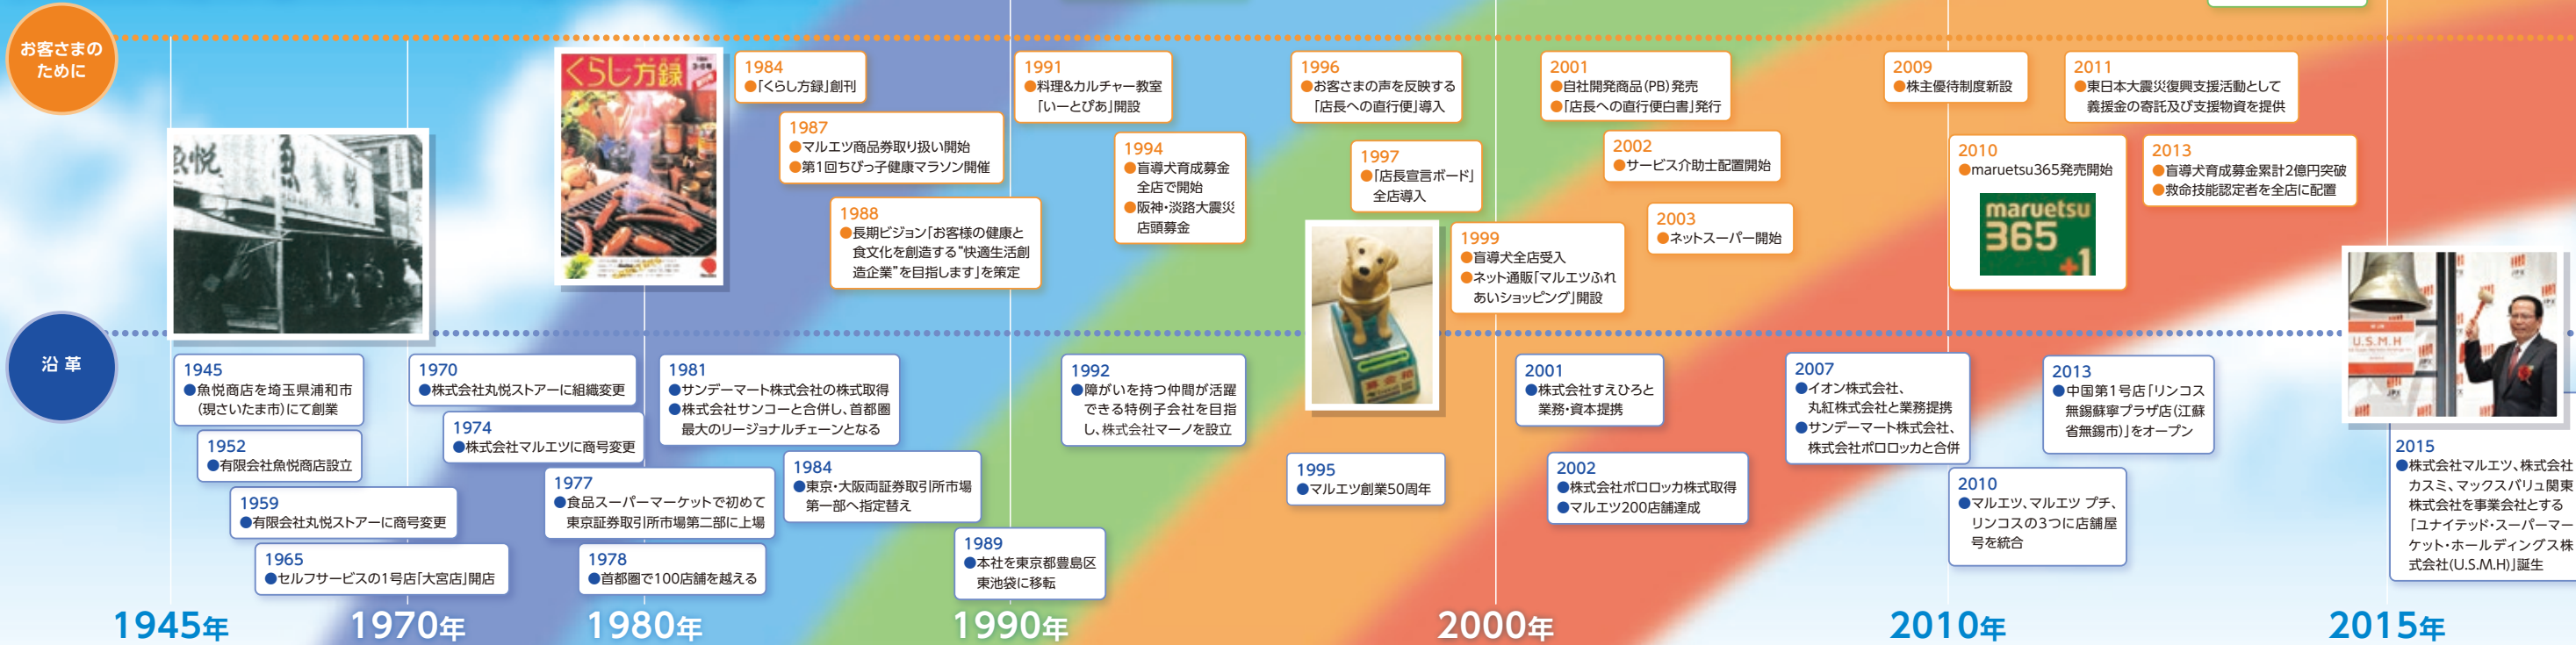 お客さまの
ために
くらし方録
1984
●「くらし方録」創刊
1987
●マルエツ商品券取り扱い開始
●第1回ちびっ子健康マラソン開催
1988
●長期ビジョン「お客様の健康と
食文化を創造する“快適生活創
造企業”を目指します」を策定
1991
●料理&カルチャー教室
「いーとぴあ」開設
1994
●盲導犬育成募金
全店で開始
●阪神・淡路大震災
店頭募金
1996
●お客さまの声を反映する
「店長への直行便」導入
1997
●「店長宣言ボード」
全店導入
1999
●盲導犬全店受入
●ネット通販「マルエツふれ
あいショッピング」開設
2001
●自社開発商品(PB)発売
●「店長への直行便白書」発行
2002
●サービス介助士配置開始
2003
●ネットスーパー開始
2009
●株主優待制度新設
2010
●maruetsu365発売開始
maruetsu
365
+1
2011
●東日本大震災復興支援活動として
義援金の寄託及び支援物資を提供
2013
●盲導犬育成募金累計2億円突破
●救命技能認定者を全店に配置
魚悦
魚
募金箱
U.S.M.H
JPX
沿革
1945
●魚悦商店を埼玉県浦和市
(現さいたま市)にて創業
1952
●有限会社魚悦商店設立
1959
●有限会社丸悦ストアーに商号変更
1965
●セルフサービスの1号店「大宮店」開店
1970
●株式会社丸悦ストアーに組織変更
1974
●株式会社マルエツに商号変更
1977
●食品スーパーマーケットで初めて
東京証券取引所市場第二部に上場
1978
●首都圏で100店舗を越える
1981
●サンデーマート株式会社の株式取得
●株式会社サンコーと合併し、首都圏
最大のリージョナルチェーンとなる
1984
●東京・大阪両証券取引所市場
第一部へ指定替え
1989
●本社を東京都豊島区
東池袋に移転
1992
●障がいを持つ仲間が活躍
できる特例子会社を目指
し、株式会社マーノを設立
1995
●マルエツ創業50周年
2001
●株式会社すえひろと
業務・資本提携
2002
●株式会社ポロロッカ株式取得
●マルエツ200店舗達成
2007
●イオン株式会社、
丸紅株式会社と業務提携
●サンデーマート株式会社、
株式会社ポロロッカと合併
2010
●マルエツ、マルエツ プチ、
リンコスの3つに店舗屋
号を統合
2013
●中国第1号店「リンコス
無錫蘇寧プラザ店(江蘇
省無錫市)」をオープン
2015
●株式会社マルエツ、株式会社
カスミ、マックスバリュ関東
株式会社を事業会社とする
「ユナイテッド・スーパーマー
ケット・ホールディングス株
式会社(U.S.M.H)」誕生
1945年
1970年
1980年
1990年
2000年
2010年
2015年